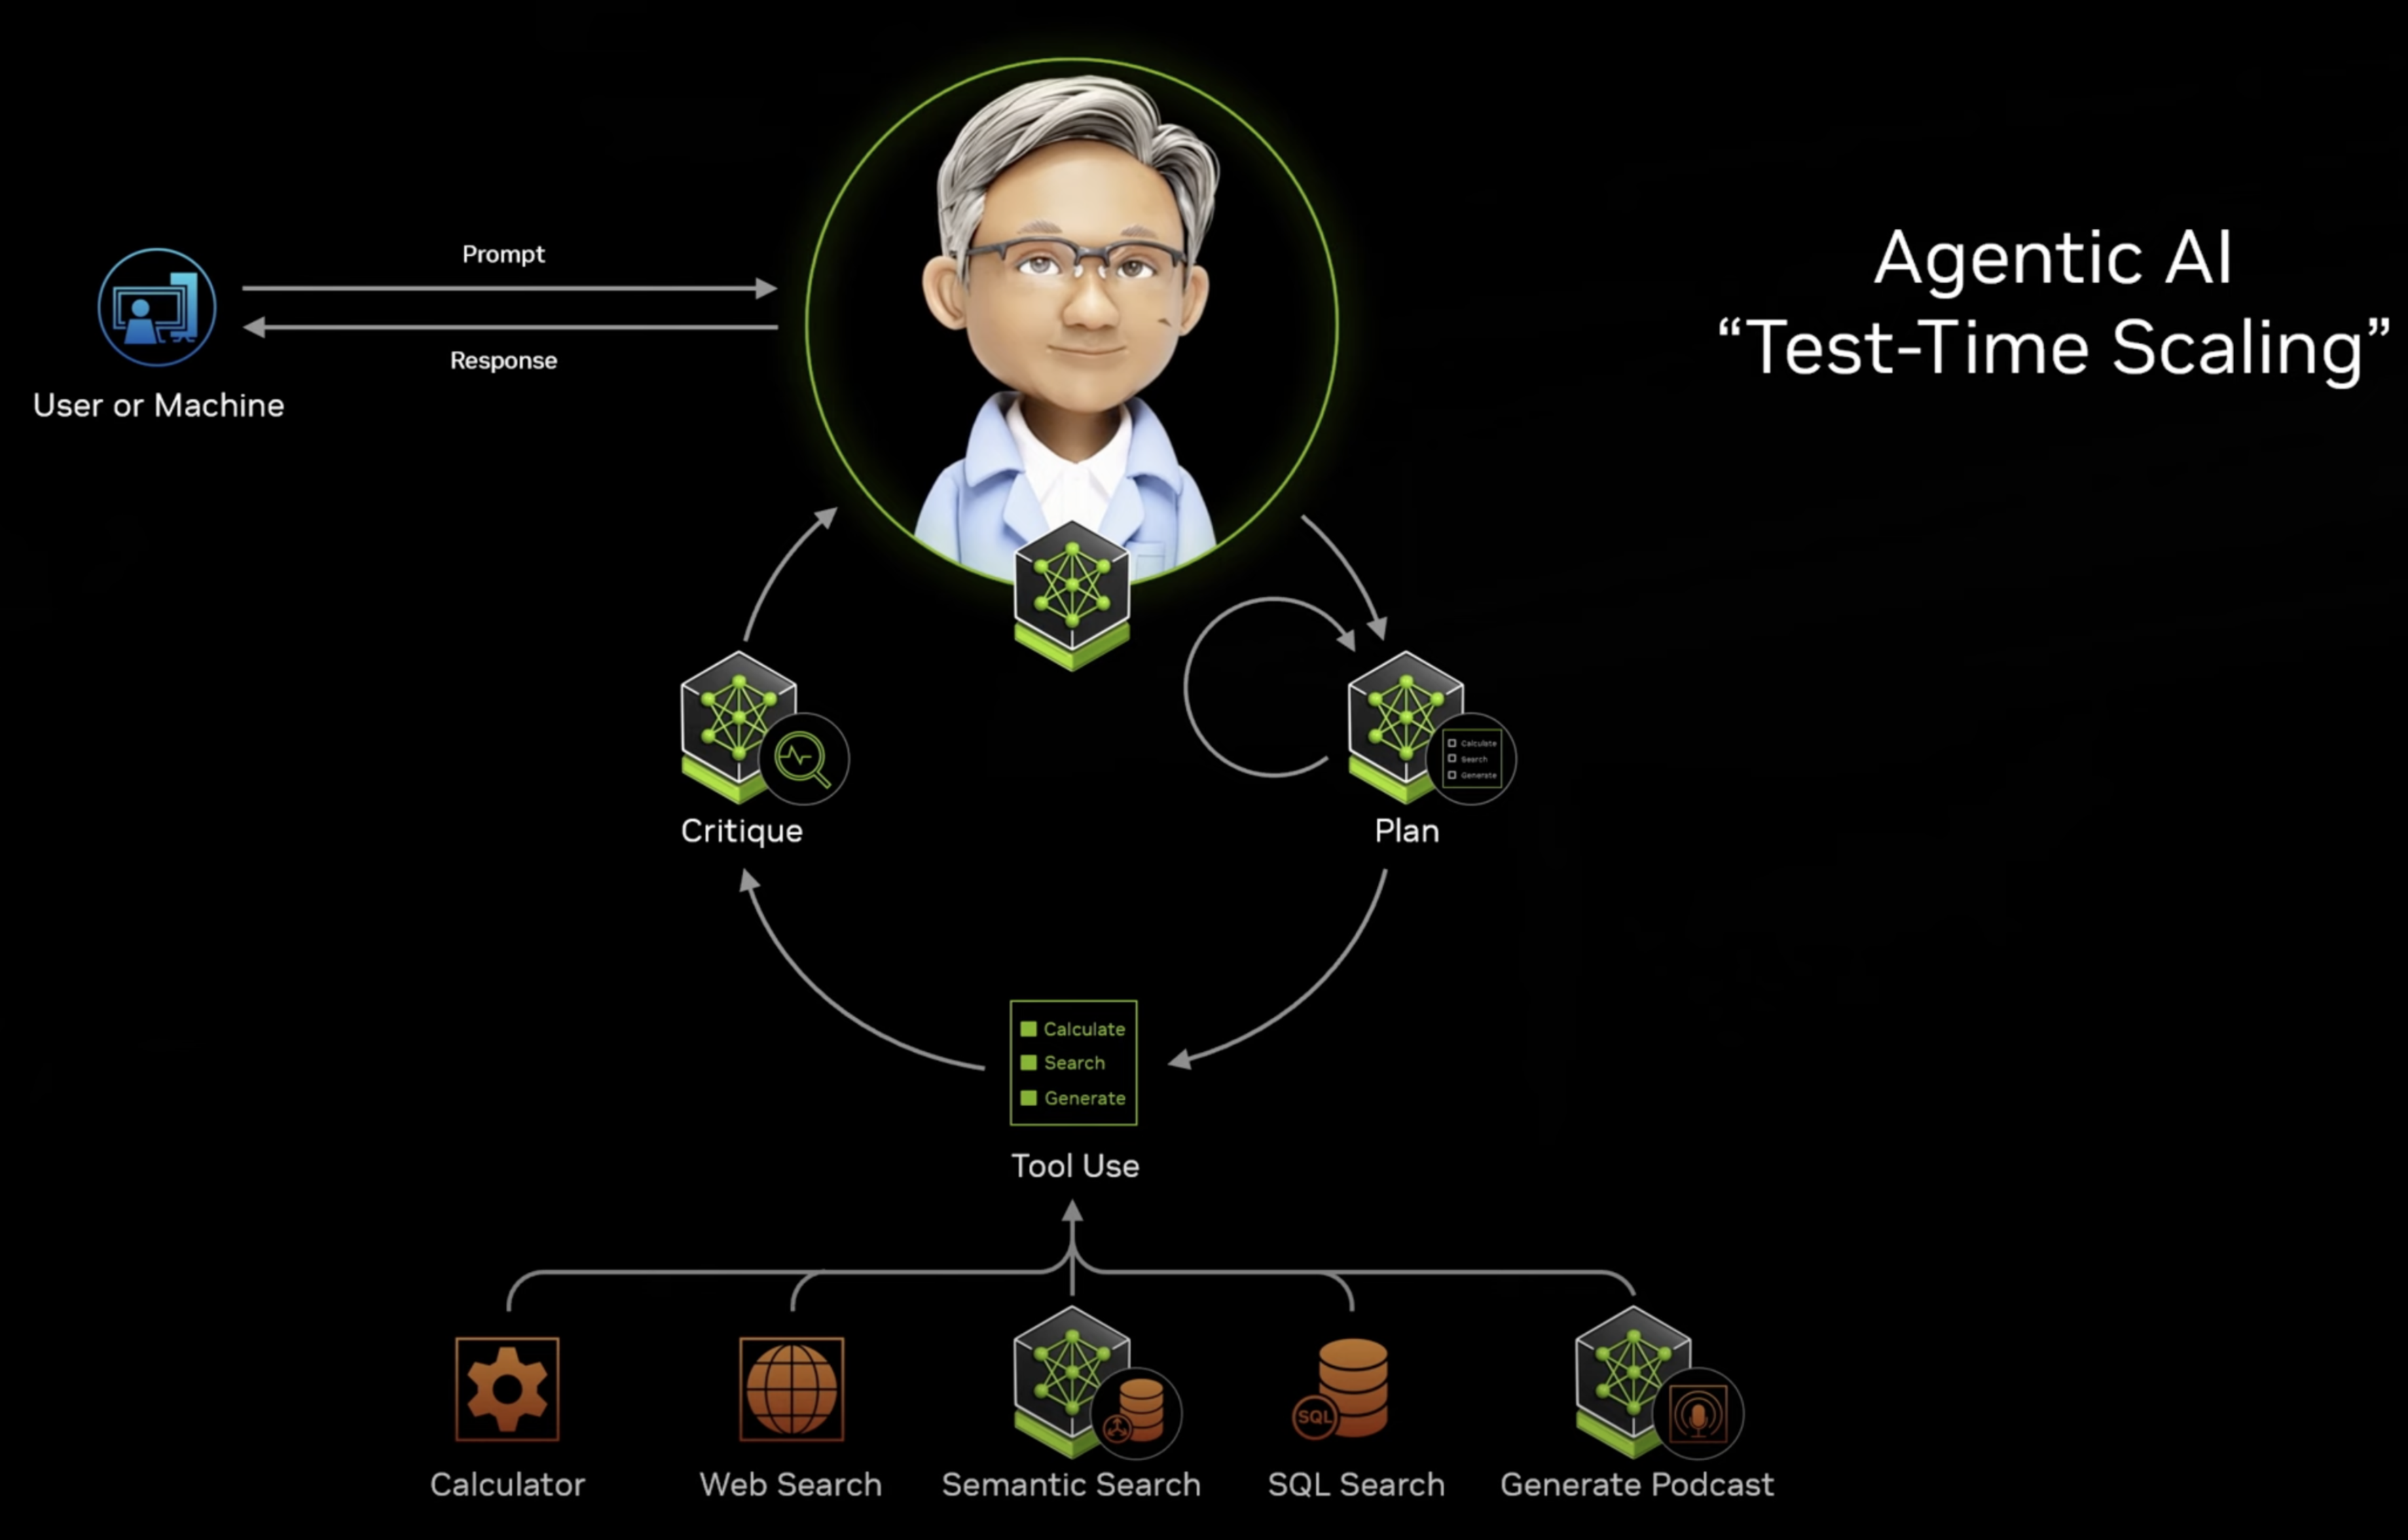 Agentic AI
“Test-Time Scaling”
Prompt
Response
User or Machine
Critique
Calculate
Search
Generate
Plan
Calculate
Search
Generate
Tool Use
SQL
Calculator
Web Search
Semantic Search
SQL Search
Generate Podcast